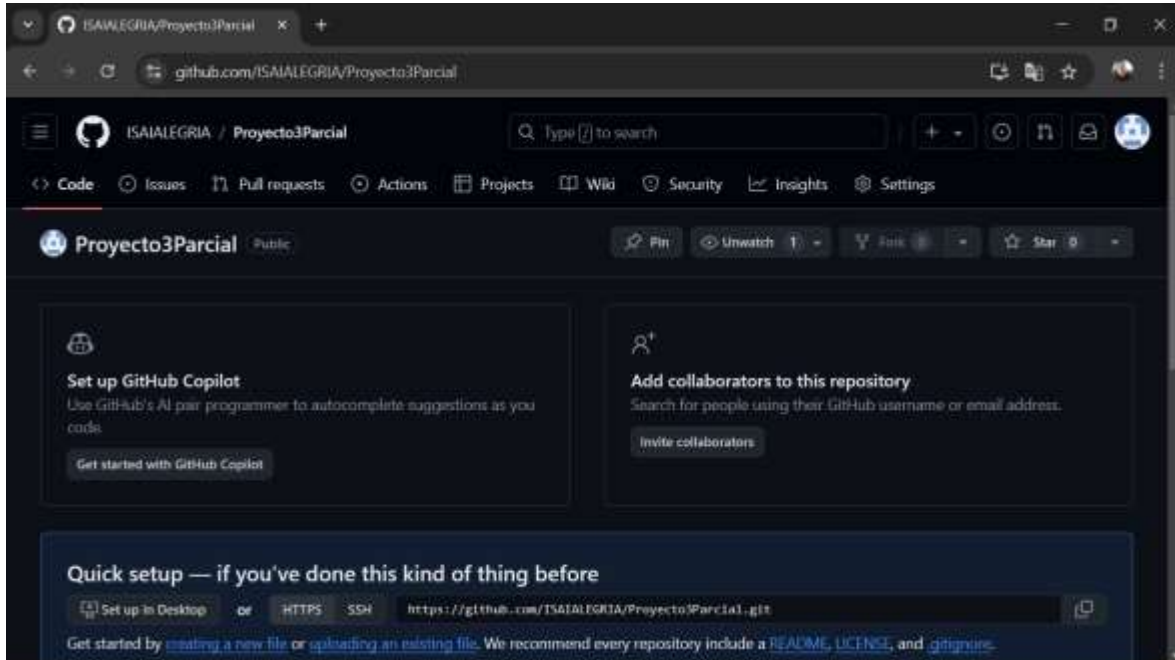 ISAIALEGRIA/Proyecto3Parcial
github.com/ISAIALEGRIA/Proyecto3Parcial
ISAIALEGRIA / Proyecto3Parcial
Type / to search
Code Issues Pull requests Actions Projects Wiki Security Insights Settings
Proyecto3Parcial Public
Pin Unwatch 1 Fork 0 Star 0
Set up GitHub Copilot
Use GitHub's AI pair programmer to autocomplete suggestions as you
code.
Get started with GitHub Copilot
Add collaborators to this repository
Search for people using their GitHub username or email address.
Invite collaborators
Quick setup — if you've done this kind of thing before
Set up in Desktop or HTTPS SSH https://github.com/ISAIALEGRIA/Proyecto3Parcial.git
Get started by creating a new file or uploading an existing file. We recommend every repository include a README, LICENSE, and .gitignore.